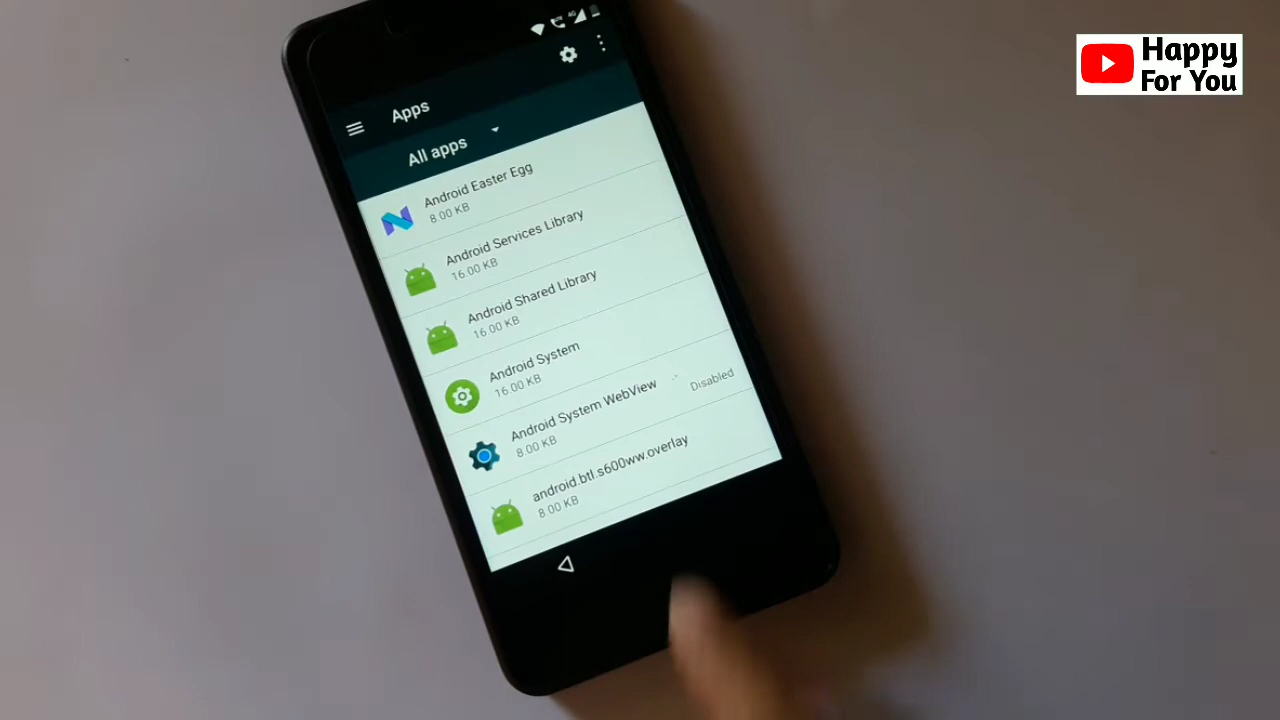 Happy
For You
4G
Apps
All apps
Android Easter Egg
8.00 KB
Android Services Library
16.00 KB
Android Shared Library
16.00 KB
Android System
16.00 KB
Android System WebView
8.00 KB
Disabled
android.btl.s600ww.overlay
8.00 KB